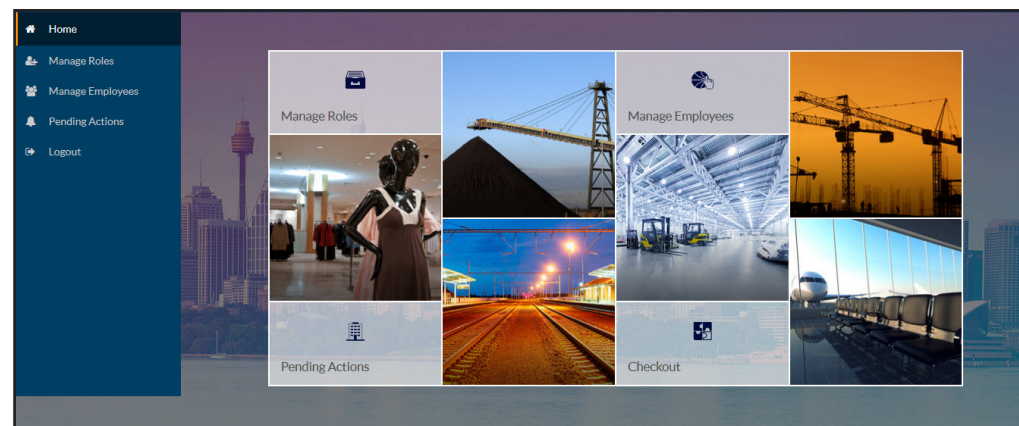 Home
Manage Roles
Manage Employees
Pending Actions
Logout
Manage Roles
Manage Employees
Pending Actions
Checkout